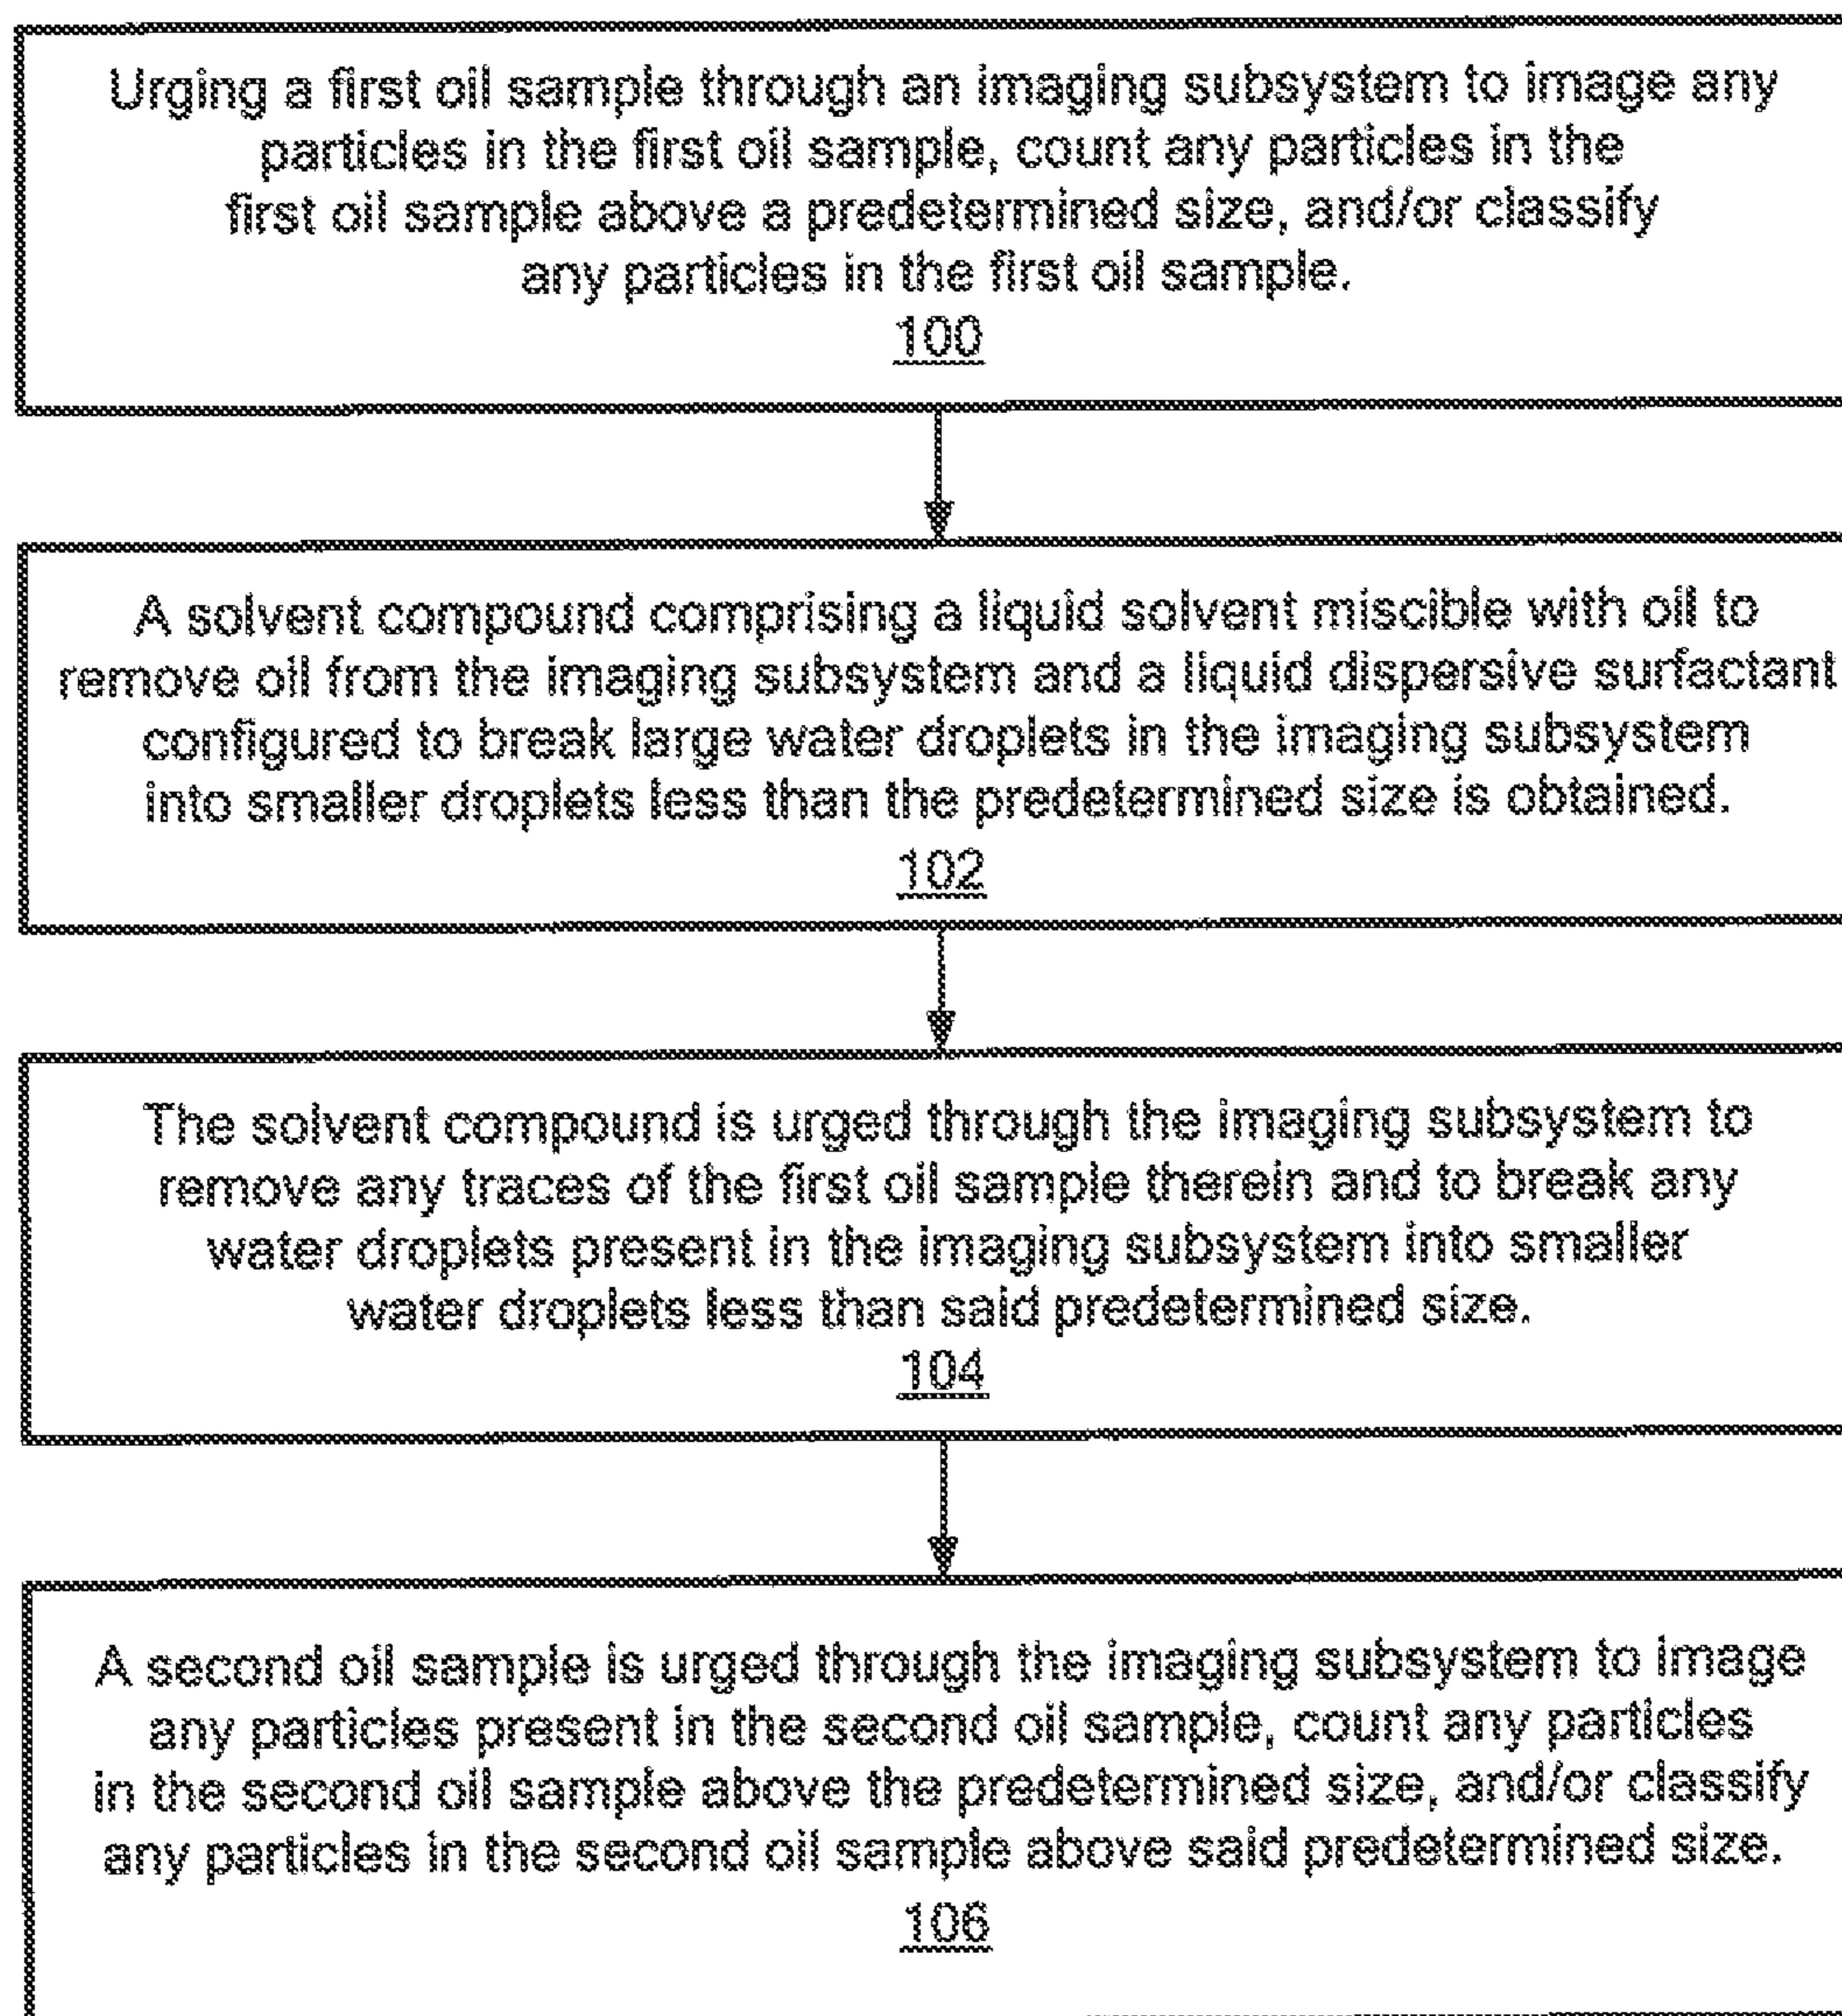 Urging a first oil sample through an imaging subsystem to image any
particles in the first oil sample, count any particles in the
first oil sample above a predetermined size, and/or classify
any particles in the first oil sample.
100
A solvent compound comprising a liquid solvent miscible with oil to
remove oil from the imaging subsystem and a liquid dispersive surfactant
configured to break large water droplets in the imaging subsystem
into smaller droplets less than the predetermined size is obtained.
102
The solvent compound is urged through the imaging subsystem to
remove any traces of the first oil sample therein and to break any
water droplets present in the imaging subsystem into smaller
water droplets less than said predetermined size.
104
A second oil sample is urged through the imaging subsystem to image
any particles present in the second oil sample, count any particles
in the second oil sample above the predetermined size, and/or classify
any particles in the second oil sample above said predetermined size.
106